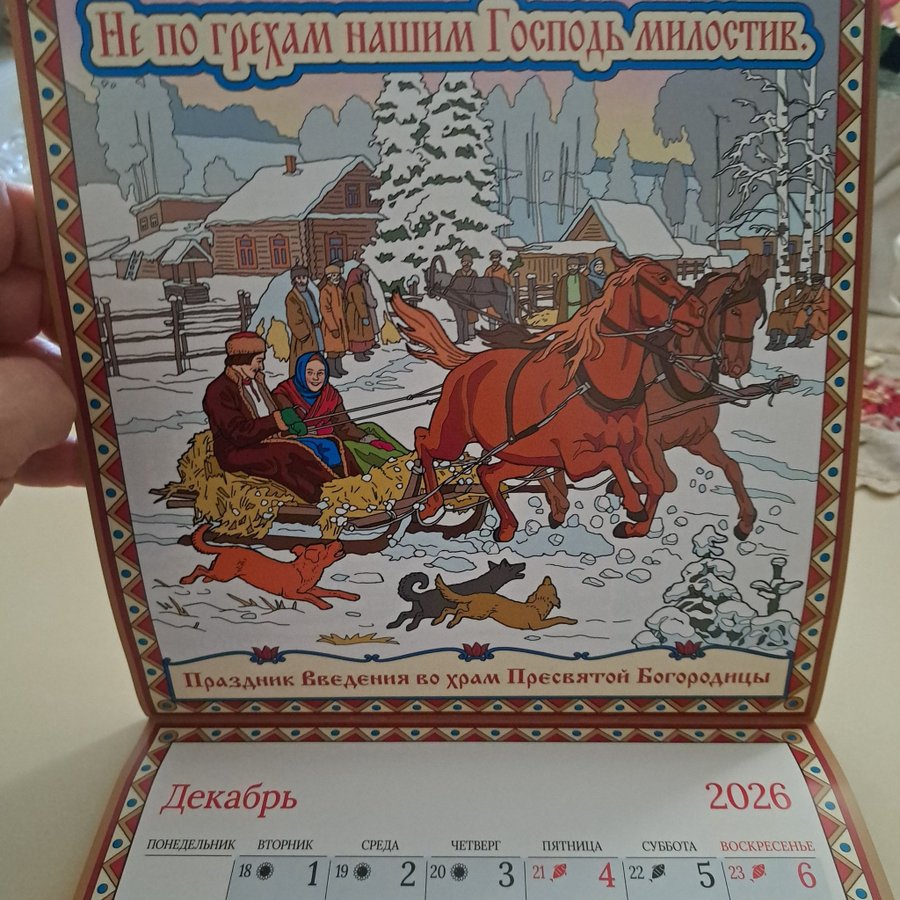 Не по грехам нашим Господь милостив.
Праздник Введения во храм Пресвятой Богородицы
Декабрь 2026
ПОНЕДЕЛЬНИК ВТОРНИК СРЕДА ЧЕТВЕРГ ПЯТНИЦА СУББОТА ВОСКРЕСЕНЬЕ
18 1 19 2 20 3 21 4 22 5 23 6